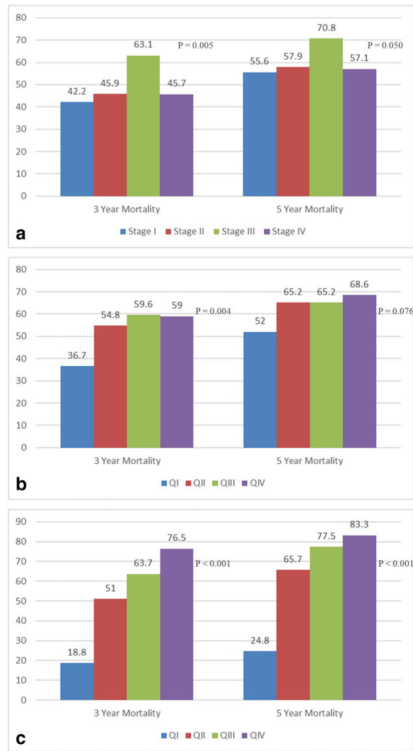 80
70
60
50
40
30
20
10
0
42.2 45.9 63.1 45.7 P = 0.005
55.6 57.9 70.8 57.1 P = 0.050
3 Year Mortality 5 Year Mortality
Stage I Stage II Stage III Stage IV
a
80
70
60
50
40
30
20
10
0
36.7 54.8 59.6 59 P = 0.004
52 65.2 65.2 68.6 P = 0.076
3 Year Mortality 5 Year Mortality
QI QII QIII QIV
b
90
80
70
60
50
40
30
20
10
0
18.8 51 63.7 76.5 P < 0.001
24.8 65.7 77.5 83.3 P < 0.001
3 Year Mortality 5 Year Mortality
QI QII QIII QIV
c